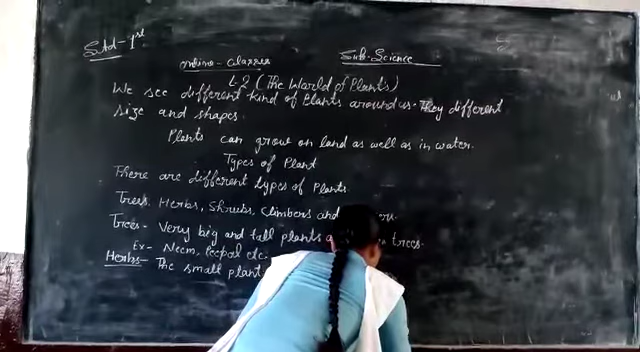 Std-1st
online-classes Sub-Science
L-2 (The World of Plants)
We see different kind of Plants around us. They different
size and shapes.
Plants can grow on land as well as in water.
Types of Plant
There are different types of Plants.
Trees, Herbs, Shrubs, Climbers and
Trees- Very big and tall plants trees.
Ex- Neem, Peepal etc.
Herbs- The small plant